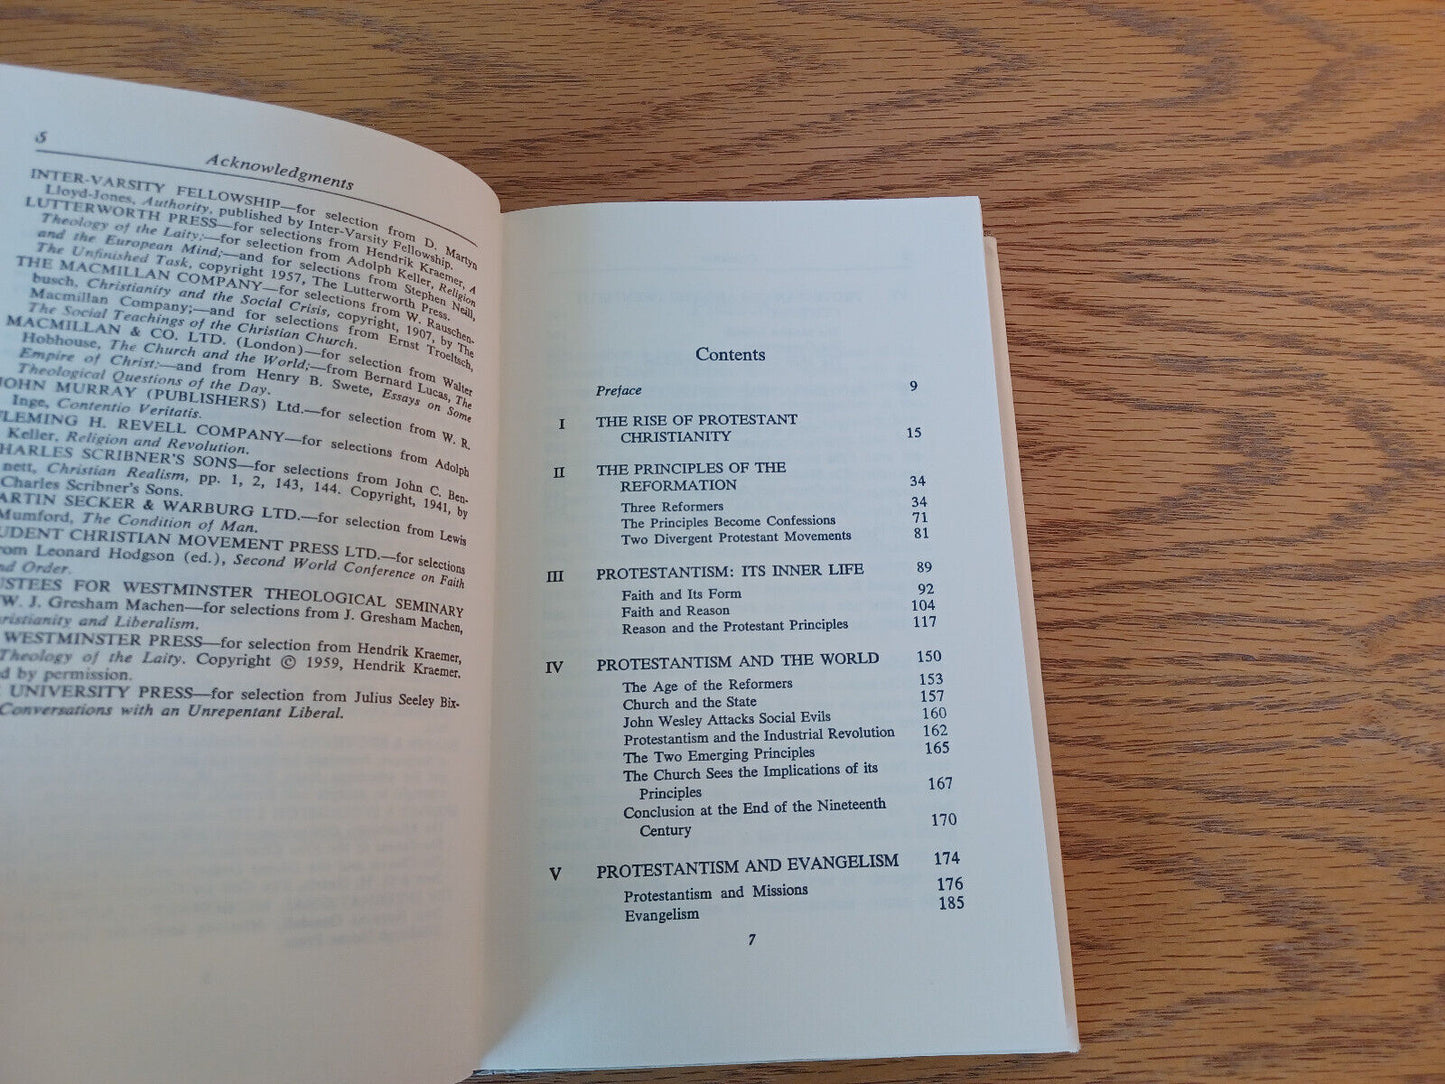 5
Acknowledgments
INTER-VARSITY FELLOWSHIP—for selection from D. Martyn
Lloyd-Jones, Authority, published by Inter-Varsity Fellowship.
LUTTERWORTH PRESS—for selections from Hendrik Kraemer, A
Theology of the Laity;—for selection from Adolph Keller, Religion
and the European Mind;—and for selections from Stephen Neill,
The Unfinished Task, copyright 1957, The Lutterworth Press.
THE MACMILLAN COMPANY—for selections from W. Rauschen-
busch, Christianity and the Social Crisis, copyright, 1907, by The
Macmillan Company;—and for selections from Ernst Troeltsch,
The Social Teachings of the Christian Church.
MACMILLAN & CO. LTD. (London)—for selection from Walter
Hobhouse, The Church and the World;—from Bernard Lucas, The
Empire of Christ;—and from Henry B. Swete, Essays on Some
Theological Questions of the Day.
JOHN MURRAY (PUBLISHERS) Ltd.—for selection from W. R.
Inge, Contentio Veritatis.
FLEMING H. REVELL COMPANY—for selections from Adolph
Keller, Religion and Revolution.
CHARLES SCRIBNER'S SONS—for selections from John C. Ben-
nett, Christian Realism, pp. 1, 2, 143, 144. Copyright, 1941, by
Charles Scribner's Sons.
ARTIN SECKER & WARBURG LTD.—for selection from Lewis
Mumford, The Condition of Man.
UDENT CHRISTIAN MOVEMENT PRESS LTD.—for selections
rom Leonard Hodgson (ed.), Second World Conference on Faith
nd Order.
USTEES FOR WESTMINSTER THEOLOGICAL SEMINARY
W. J. Gresham Machen—for selections from J. Gresham Machen,
ristianity and Liberalism.
WESTMINSTER PRESS—for selection from Hendrik Kraemer,
Theology of the Laity. Copyright © 1959, Hendrik Kraemer.
d by permission.
UNIVERSITY PRESS—for selection from Julius Seeley Bix-
Conversations with an Unrepentant Liberal.
Contents
Preface 9
I THE RISE OF PROTESTANT
CHRISTIANITY 15
II THE PRINCIPLES OF THE
REFORMATION 34
Three Reformers 34
The Principles Become Confessions 71
Two Divergent Protestant Movements 81
III PROTESTANTISM: ITS INNER LIFE 89
Faith and Its Form 92
Faith and Reason 104
Reason and the Protestant Principles 117
IV PROTESTANTISM AND THE WORLD 150
The Age of the Reformers 153
Church and the State 157
John Wesley Attacks Social Evils 160
Protestantism and the Industrial Revolution 162
The Two Emerging Principles 165
The Church Sees the Implications of its
Principles 167
Conclusion at the End of the Nineteenth
Century 170
V PROTESTANTISM AND EVANGELISM 174
Protestantism and Missions 176
Evangelism 185
7